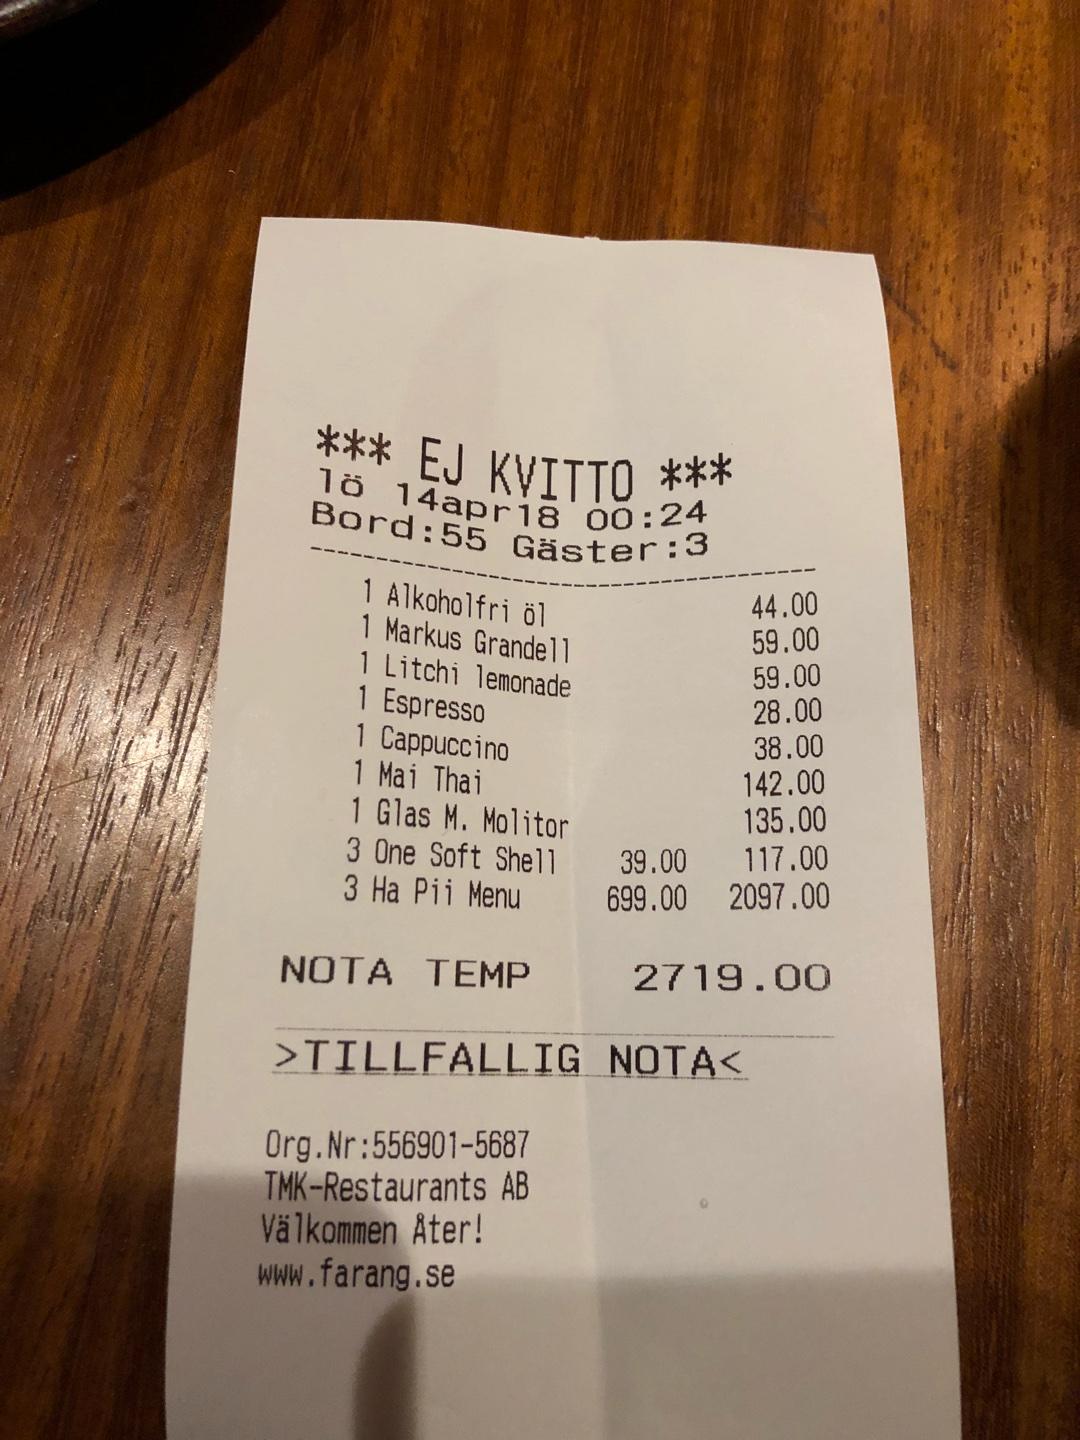 *** EJ KVITTO ***
lö 14apr18 00:24
Bord:55 Gäster:3
1 Alkoholfri öl 44.00
1 Markus Grandell 59.00
1 Litchi lemonade 59.00
1 Espresso 28.00
1 Cappuccino 38.00
1 Mai Thai 142.00
1 Glas M. Molitor 135.00
3 One Soft Shell 39.00 117.00
3 Ha Pii Menu 699.00 2097.00
NOTA TEMP 2719.00
>TILLFALLIG NOTA<
Org.Nr:556901-5687
TMK-Restaurants AB
Välkommen Åter!
www.farang.se